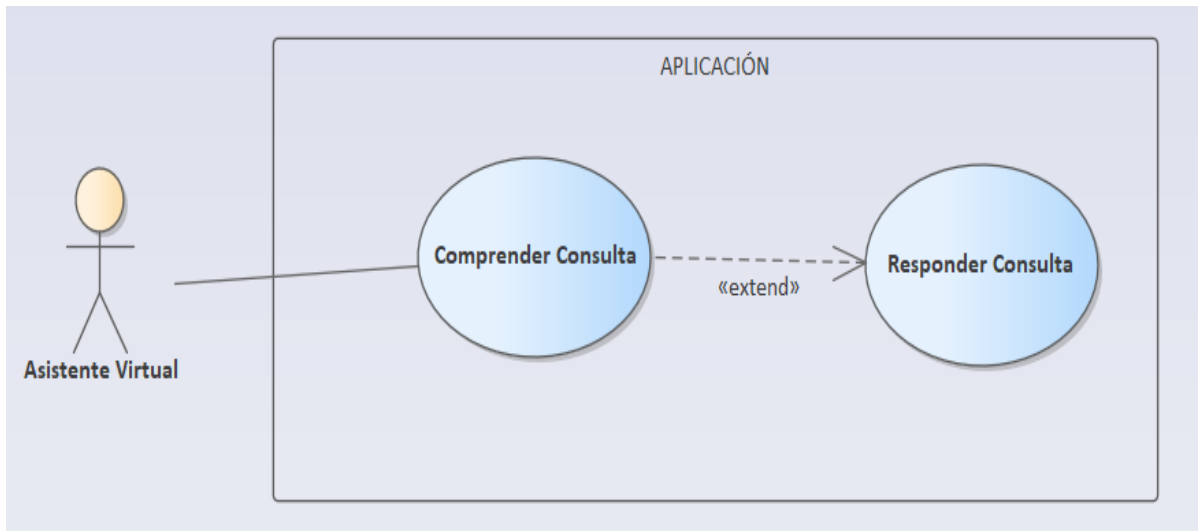 APLICACIÓN
Comprender Consulta
«extend»
Responder Consulta
Asistente Virtual